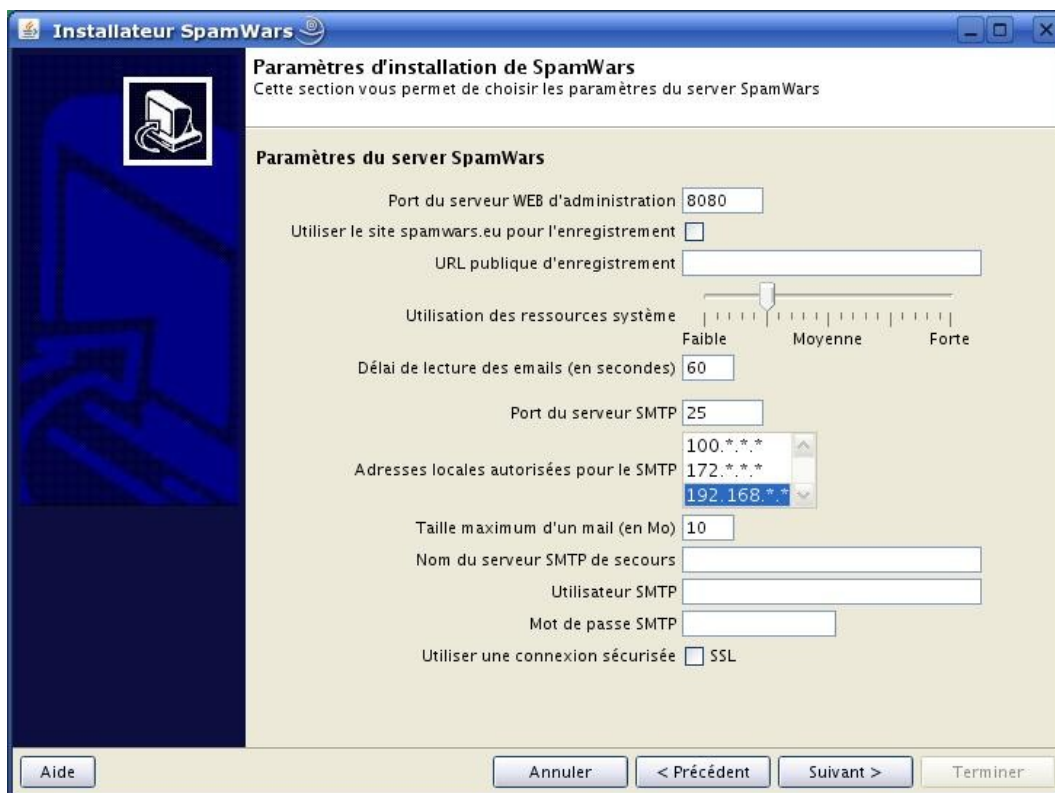 Installateur SpamWars
Paramètres d'installation de SpamWars
Cette section vous permet de choisir les paramètres du server SpamWars
Paramètres du server SpamWars
Port du serveur WEB d'administration 8080
Utiliser le site spamwars.eu pour l'enregistrement
URL publique d'enregistrement
Utilisation des ressources système
Faible Moyenne Forte
Délai de lecture des emails (en secondes) 60
Port du serveur SMTP 25
100.*.*.*
Adresses locales autorisées pour le SMTP 172.*.*.*
192.168.*.*
Taille maximum d'un mail (en Mo) 10
Nom du serveur SMTP de secours
Utilisateur SMTP
Mot de passe SMTP
Utiliser une connexion sécurisée SSL
Aide Annuler < Précédent Suivant > Terminer